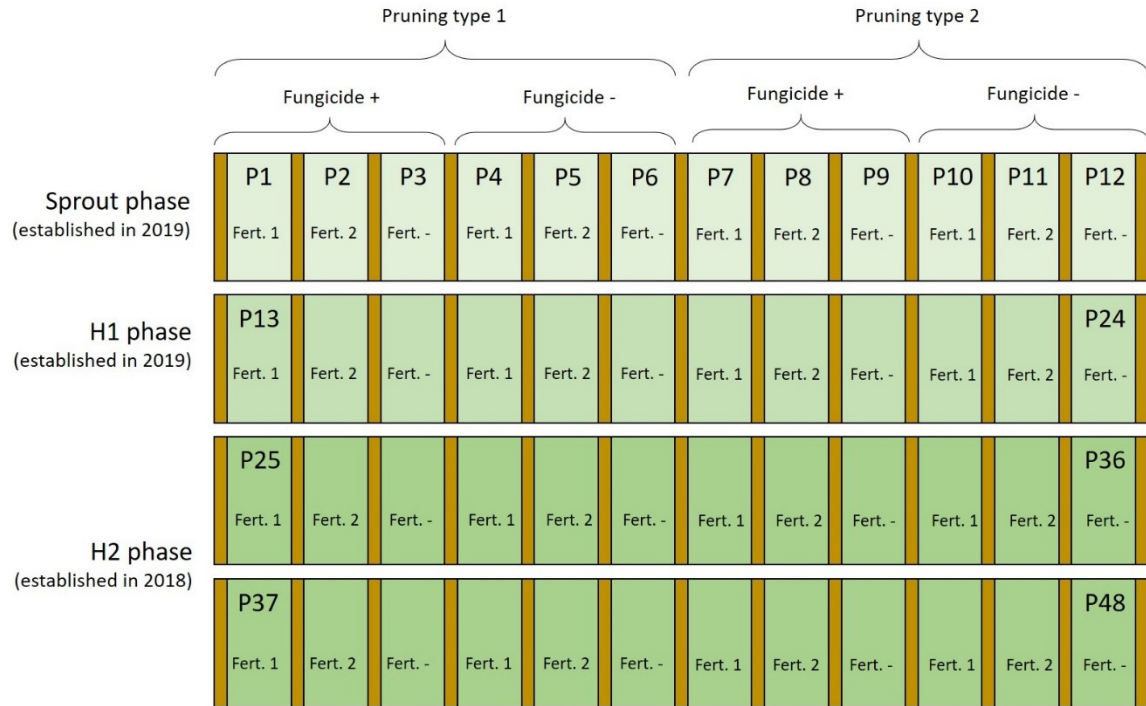 Pruning type 1 Pruning type 2
Fungicide + Fungicide - Fungicide + Fungicide -
Sprout phase
(established in 2019)
P1 P2 P3 P4 P5 P6 P7 P8 P9 P10 P11 P12
Fert. 1 Fert. 2 Fert. - Fert. 1 Fert. 2 Fert. - Fert. 1 Fert. 2 Fert. - Fert. 1 Fert. 2 Fert. -
H1 phase
(established in 2019)
P13 P24
Fert. 1 Fert. 2 Fert. - Fert. 1 Fert. 2 Fert. - Fert. 1 Fert. 2 Fert. - Fert. 1 Fert. 2 Fert. -
H2 phase
(established in 2018)
P25 P36
Fert. 1 Fert. 2 Fert. - Fert. 1 Fert. 2 Fert. - Fert. 1 Fert. 2 Fert. - Fert. 1 Fert. 2 Fert. -
P37 P48
Fert. 1 Fert. 2 Fert. - Fert. 1 Fert. 2 Fert. - Fert. 1 Fert. 2 Fert. - Fert. 1 Fert. 2 Fert. -